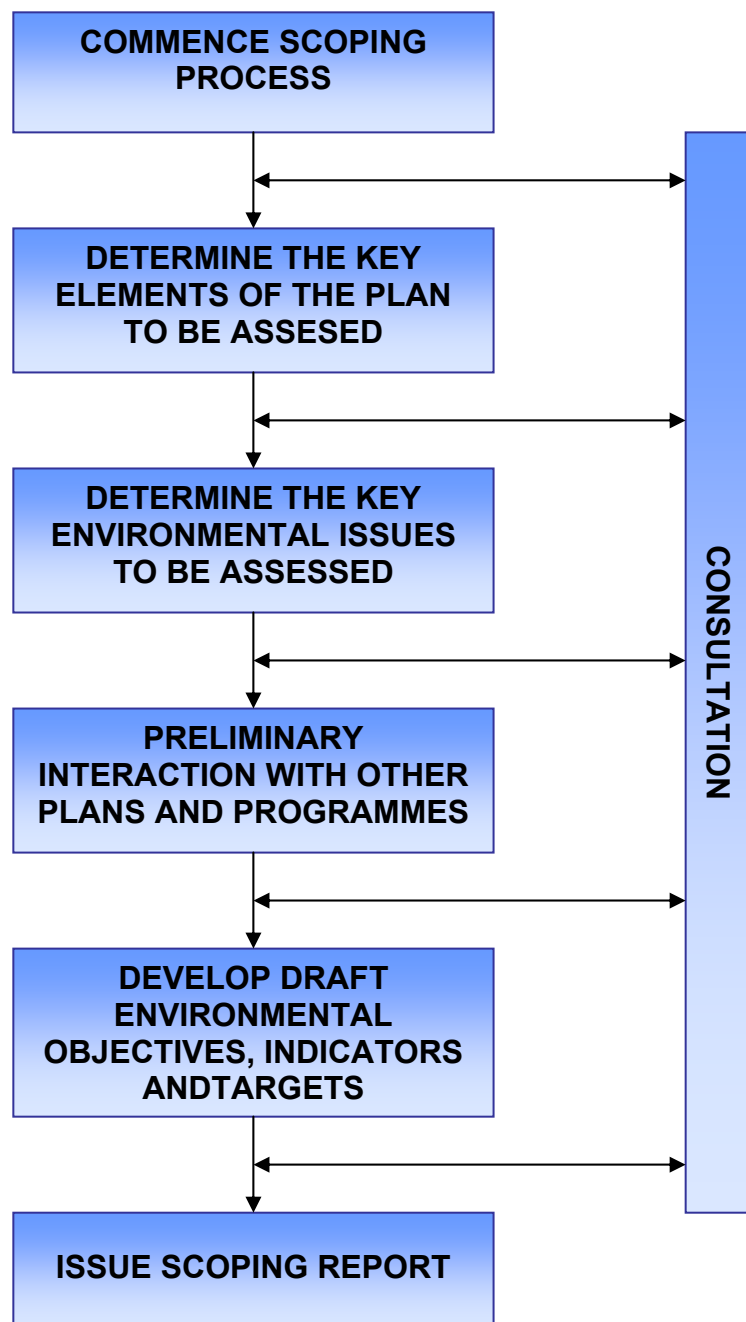 COMMENCE SCOPING
PROCESS
DETERMINE THE KEY
ELEMENTS OF THE PLAN
TO BE ASSESED
DETERMINE THE KEY
ENVIRONMENTAL ISSUES
TO BE ASSESSED
PRELIMINARY
INTERACTION WITH OTHER
PLANS AND PROGRAMMES
DEVELOP DRAFT
ENVIRONMENTAL
OBJECTIVES, INDICATORS
ANDTARGETS
ISSUE SCOPING REPORT
CONSULTATION